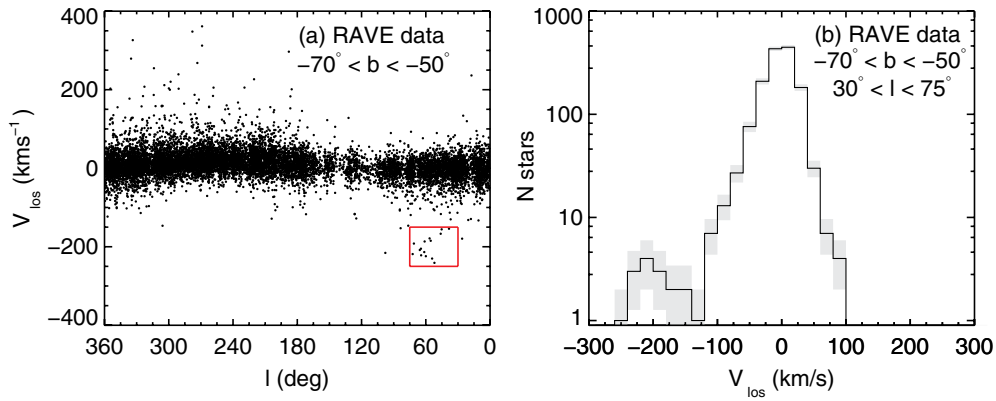 400
200
0
−200
−400
V_los (kms⁻¹)
(a) RAVE data
−70° < b < −50°
360 300 240 180 120 60 0
l (deg)
1000
100
10
1
N stars
(b) RAVE data
−70° < b < −50°
30° < l < 75°
−300 −200 −100 0 100 200 300
V_los (km/s)